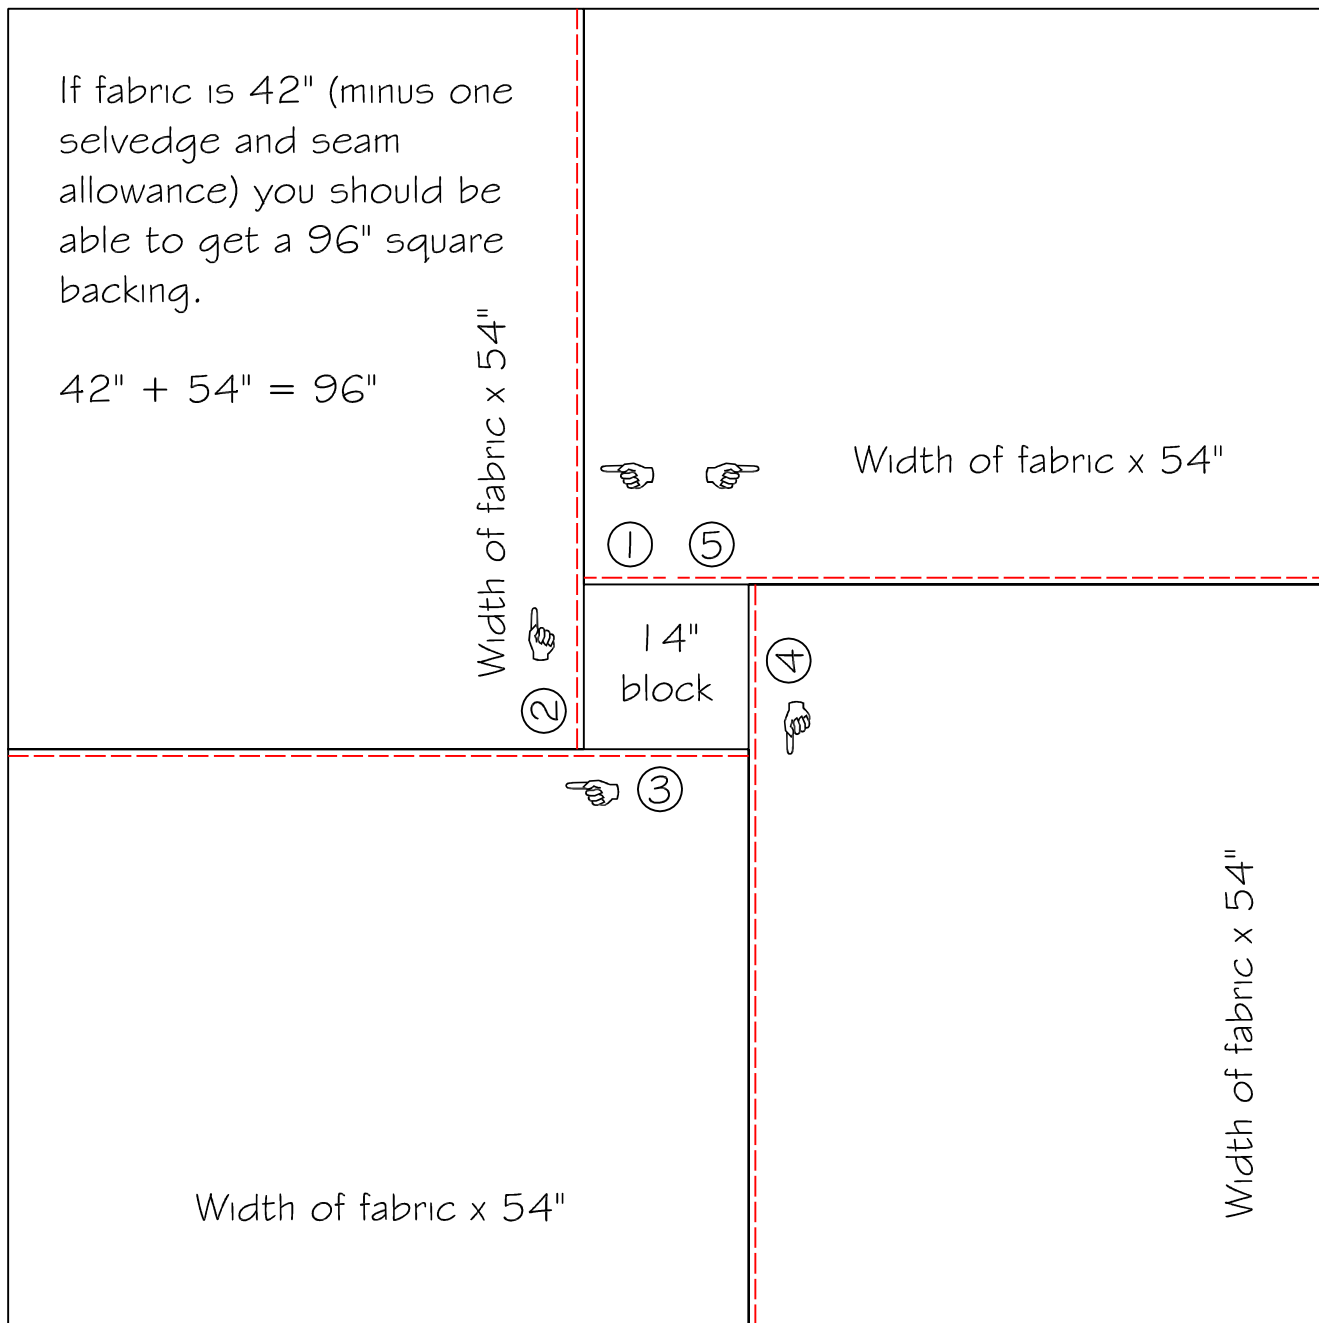 If fabric is 42" (minus one
selvedge and seam
allowance) you should be
able to get a 96" square
backing.
42" + 54" = 96"
Width of fabric x 54"
Width of fabric x 54"
1
5
2
14"
block
4
3
Width of fabric x 54"
Width of fabric x 54"